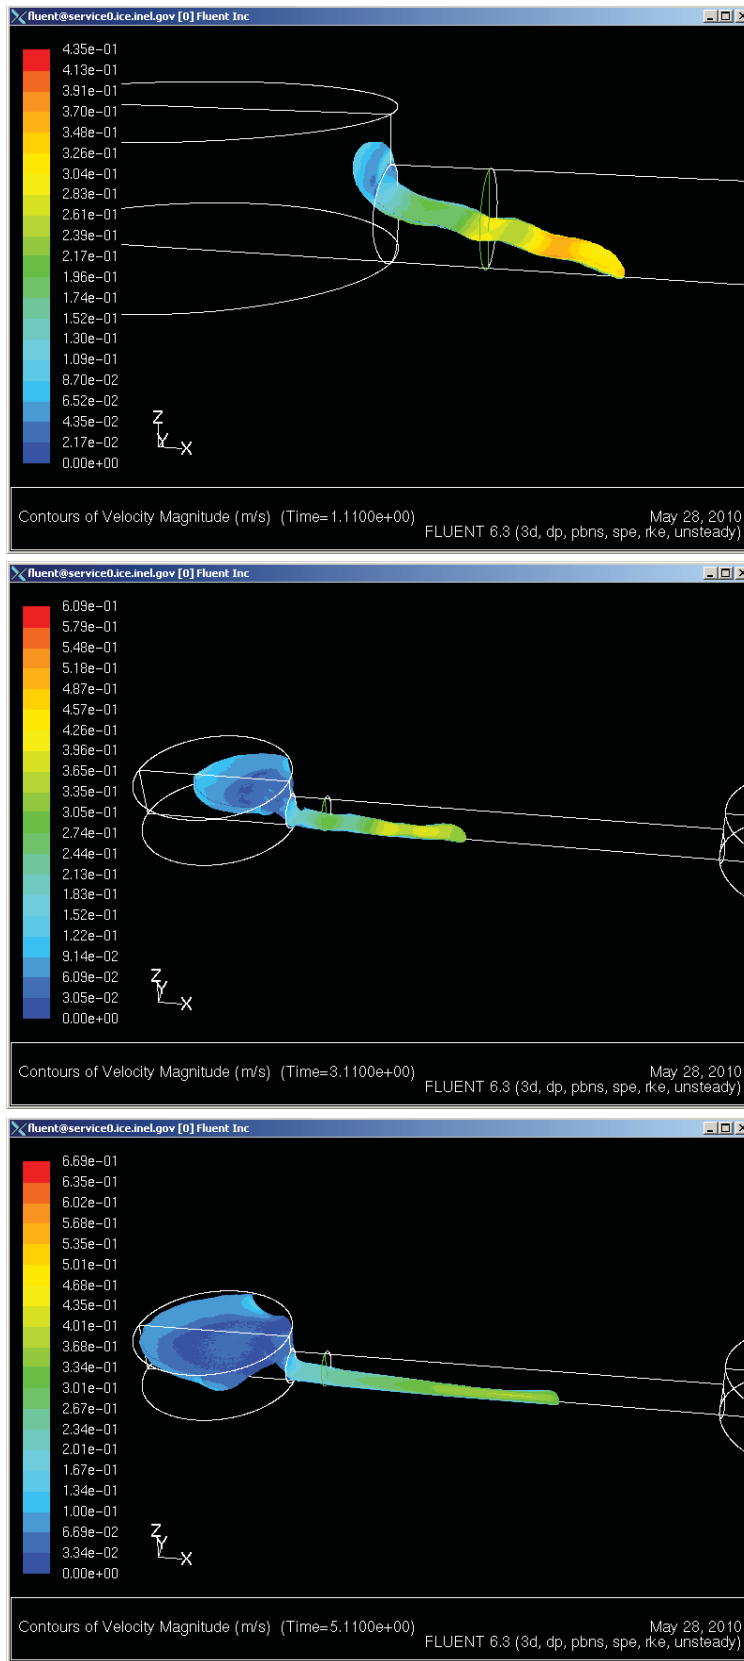 fluent@service0.ice.inel.gov [0] Fluent Inc
4.35e-01
4.13e-01
3.91e-01
3.70e-01
3.48e-01
3.26e-01
3.04e-01
2.83e-01
2.61e-01
2.39e-01
2.17e-01
1.96e-01
1.74e-01
1.52e-01
1.30e-01
1.09e-01
8.70e-02
6.52e-02
4.35e-02
2.17e-02
0.00e+00
Z
Y
X
Contours of Velocity Magnitude (m/s) (Time=1.1100e+00)
May 28, 2010
FLUENT 6.3 (3d, dp, pbns, spe, rke, unsteady)
fluent@service0.ice.inel.gov [0] Fluent Inc
6.09e-01
5.79e-01
5.48e-01
5.18e-01
4.87e-01
4.57e-01
4.26e-01
3.96e-01
3.65e-01
3.35e-01
3.05e-01
2.74e-01
2.44e-01
2.13e-01
1.83e-01
1.52e-01
1.22e-01
9.14e-02
6.09e-02
3.05e-02
0.00e+00
Z
Y
X
Contours of Velocity Magnitude (m/s) (Time=3.1100e+00)
May 28, 2010
FLUENT 6.3 (3d, dp, pbns, spe, rke, unsteady)
fluent@service0.ice.inel.gov [0] Fluent Inc
6.69e-01
6.35e-01
6.02e-01
5.68e-01
5.35e-01
5.01e-01
4.68e-01
4.35e-01
4.01e-01
3.68e-01
3.34e-01
3.01e-01
2.67e-01
2.34e-01
2.01e-01
1.67e-01
1.34e-01
1.00e-01
6.69e-02
3.34e-02
0.00e+00
Z
Y
X
Contours of Velocity Magnitude (m/s) (Time=5.1100e+00)
May 28, 2010
FLUENT 6.3 (3d, dp, pbns, spe, rke, unsteady)